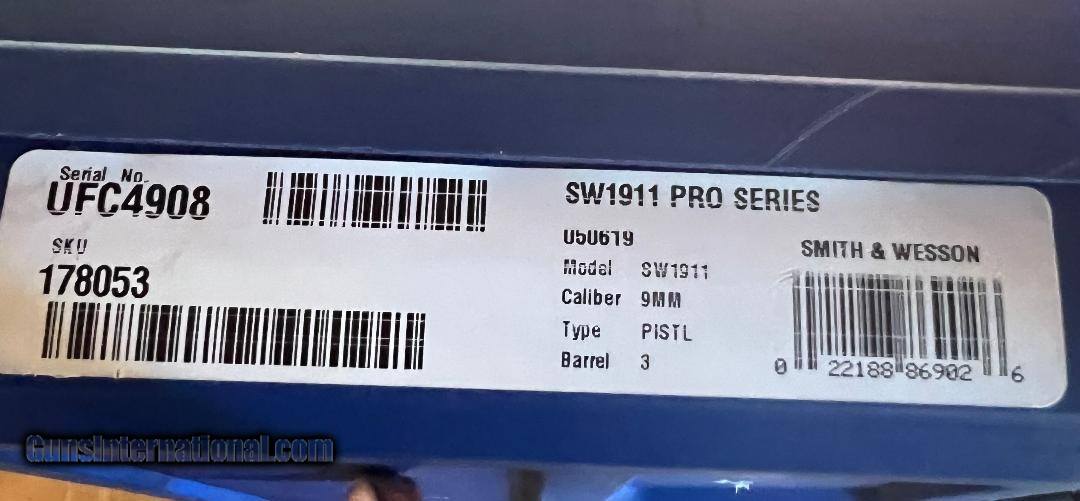 Serial No.
UFC4908
SKU
178053
SW1911 PRO SERIES
050619
Model SW1911
Caliber 9MM
Type PISTL
Barrel 3
SMITH & WESSON
0 22188 86902 6
GunsInternational.com